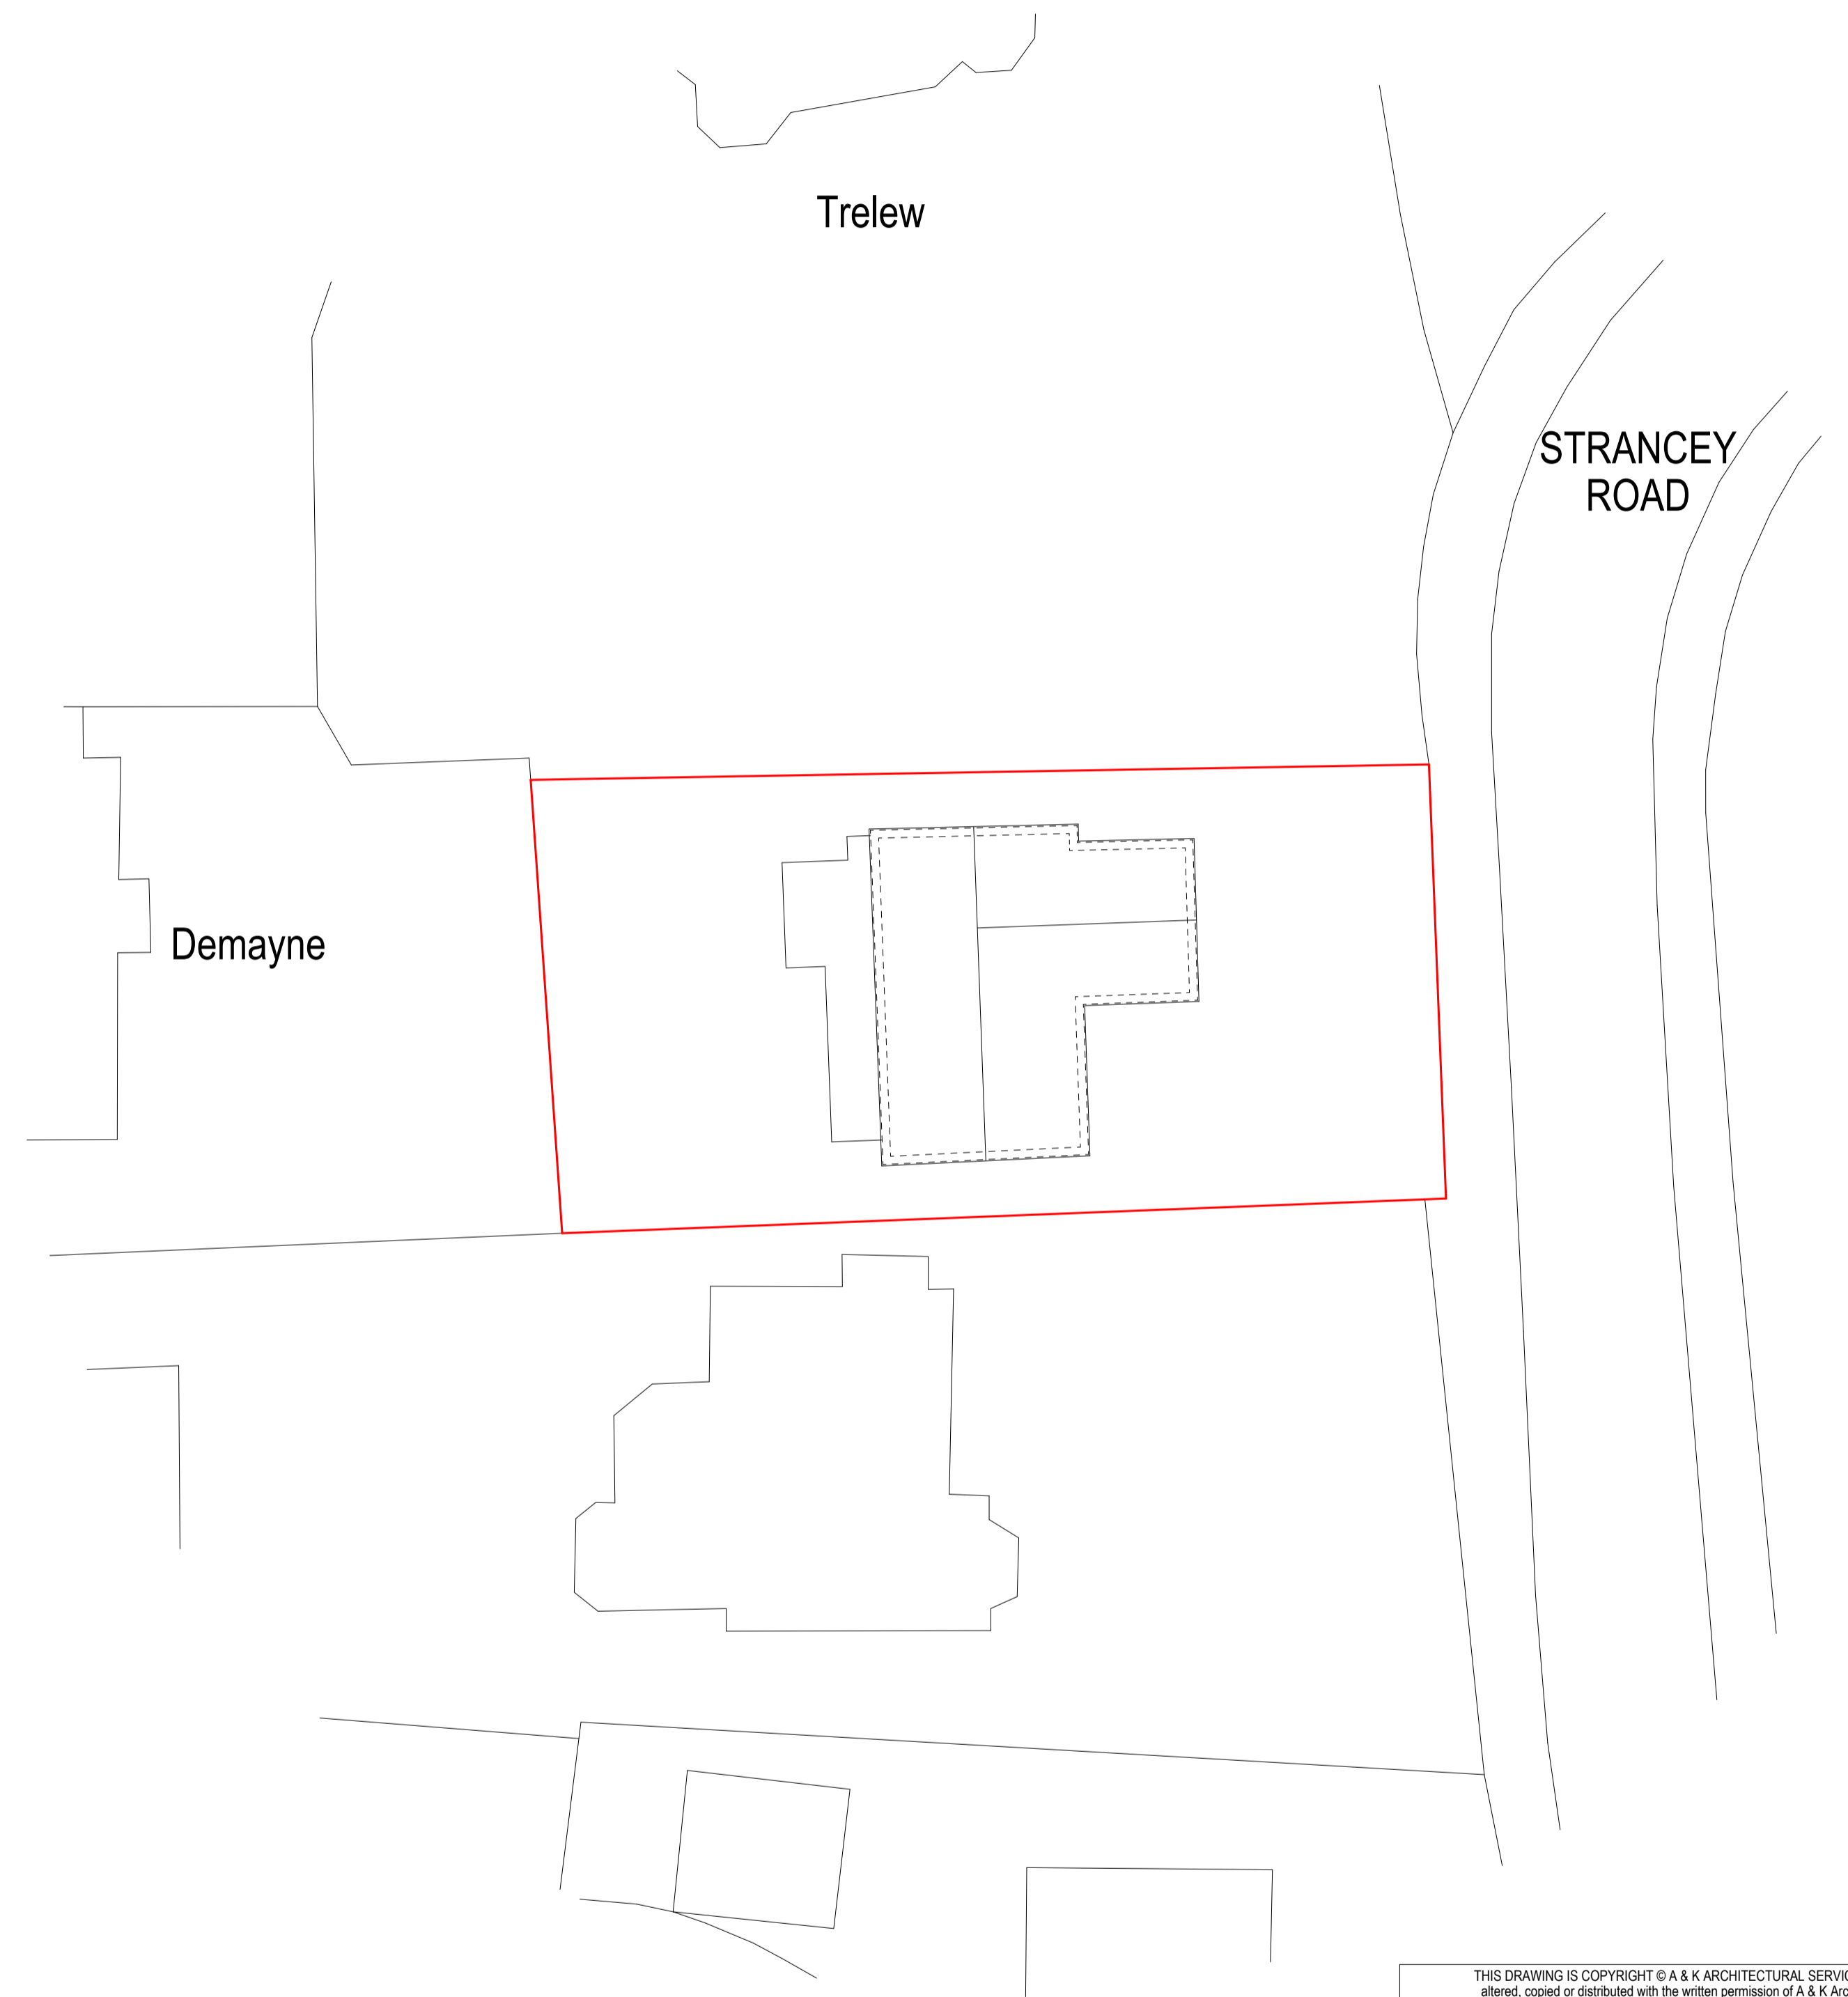 Trelew
STRANCEY
ROAD
Demayne
THIS DRAWING IS COPYRIGHT © A & K ARCHITECTURAL SERVIC
altered, copied or distributed with the written permission of A & K Arc